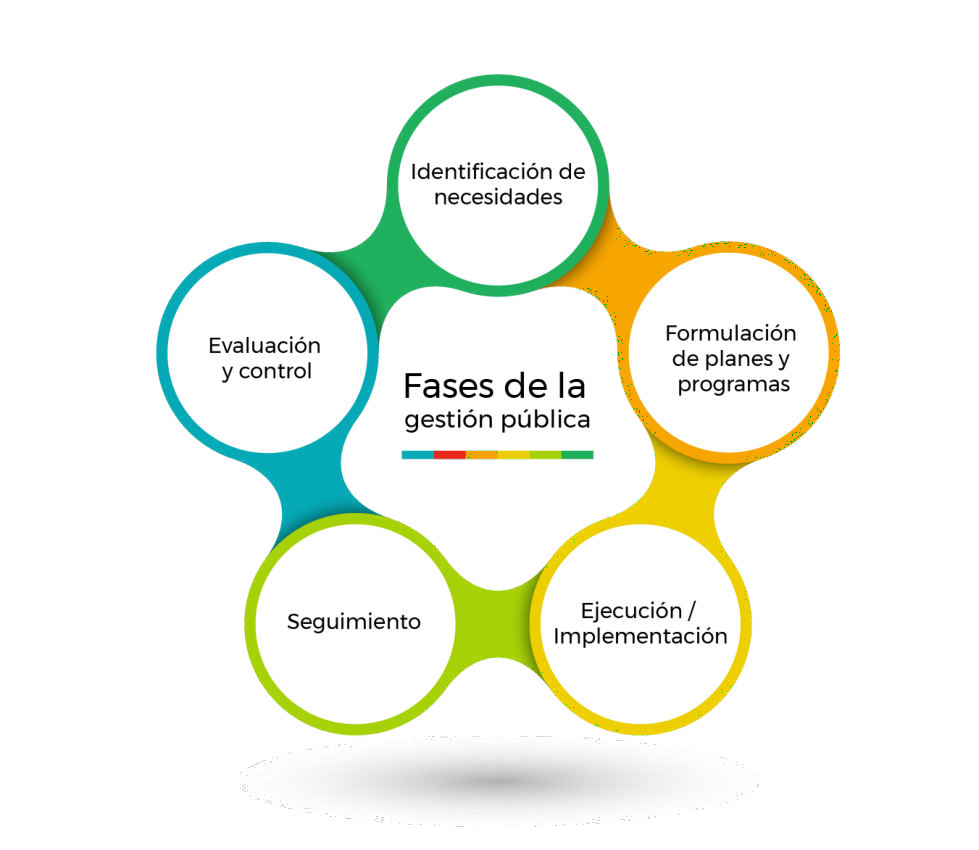 Fases de la
gestión pública
Identificación de
necesidades
Formulación
de planes y
programas
Ejecución /
Implementación
Seguimiento
Evaluación
y control